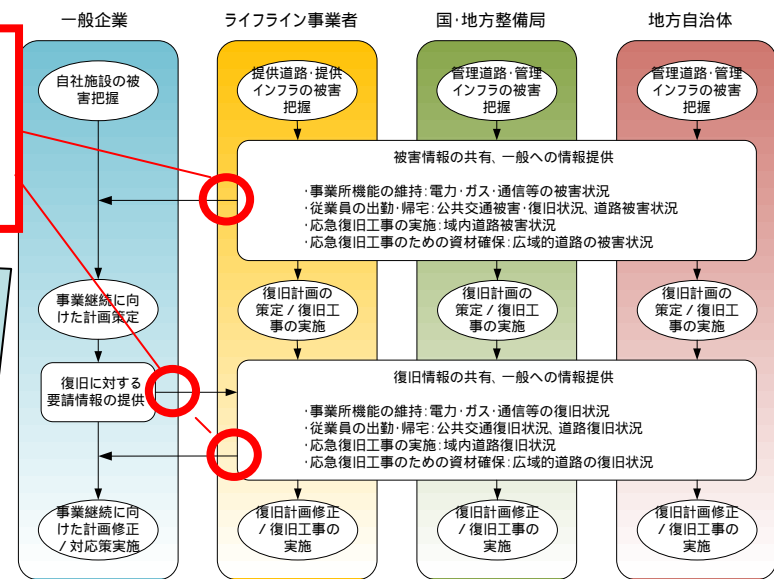 一般企業
ライフライン事業者
国・地方整備局
地方自治体
自社施設の被
害把握
提供道路・提供
インフラの被害
把握
管理道路・管理
インフラの被害
把握
管理道路・管理
インフラの被害
把握
被害情報の共有、一般への情報提供
・事業所機能の維持：電力・ガス・通信等の被害状況
・従業員の出勤・帰宅：公共交通被害・復旧状況、道路被害状況
・応急復旧工事の実施：域内道路被害状況
・応急復旧工事のための資材確保：広域的道路の被害状況
事業継続に向
けた計画策定
復旧計画の
策定/復旧工
事の実施
復旧計画の
策定/復旧工
事の実施
復旧計画の
策定/復旧工
事の実施
復旧に対する
要請情報の提供
復旧情報の共有、一般への情報提供
・事業所機能の維持：電力・ガス・通信等の復旧状況
・従業員の出勤・帰宅：公共交通復旧状況、道路復旧状況
・応急復旧工事の実施：域内道路復旧状況
・応急復旧工事のための資材確保：広域的道路の復旧状況
事業継続に向
けた計画修正
/対応策実施
復旧計画修正
/復旧工事の
実施
復旧計画修正
/復旧工事の
実施
復旧計画修正
/復旧工事の
実施